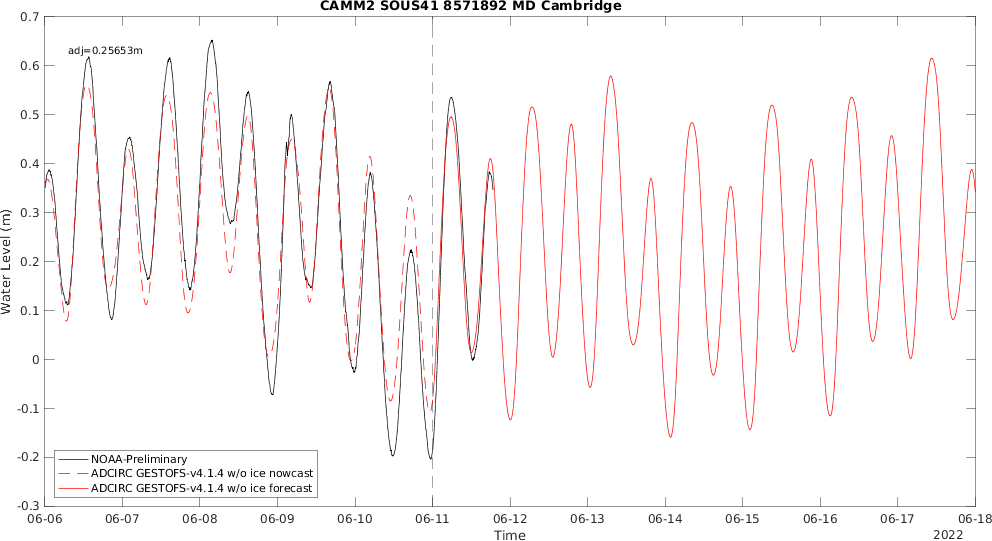 CAMM2 SOUS41 8571892 MD Cambridge
0.7
0.6
0.5
0.4
0.3
0.2
0.1
0
-0.1
-0.2
-0.3
Water Level (m)
adj=0.25653m
NOAA-Preliminary
ADCIRC GESTOFS-v4.1.4 w/o ice nowcast
ADCIRC GESTOFS-v4.1.4 w/o ice forecast
06-06 06-07 06-08 06-09 06-10 06-11 06-12 06-13 06-14 06-15 06-16 06-17 06-18
Time
2022